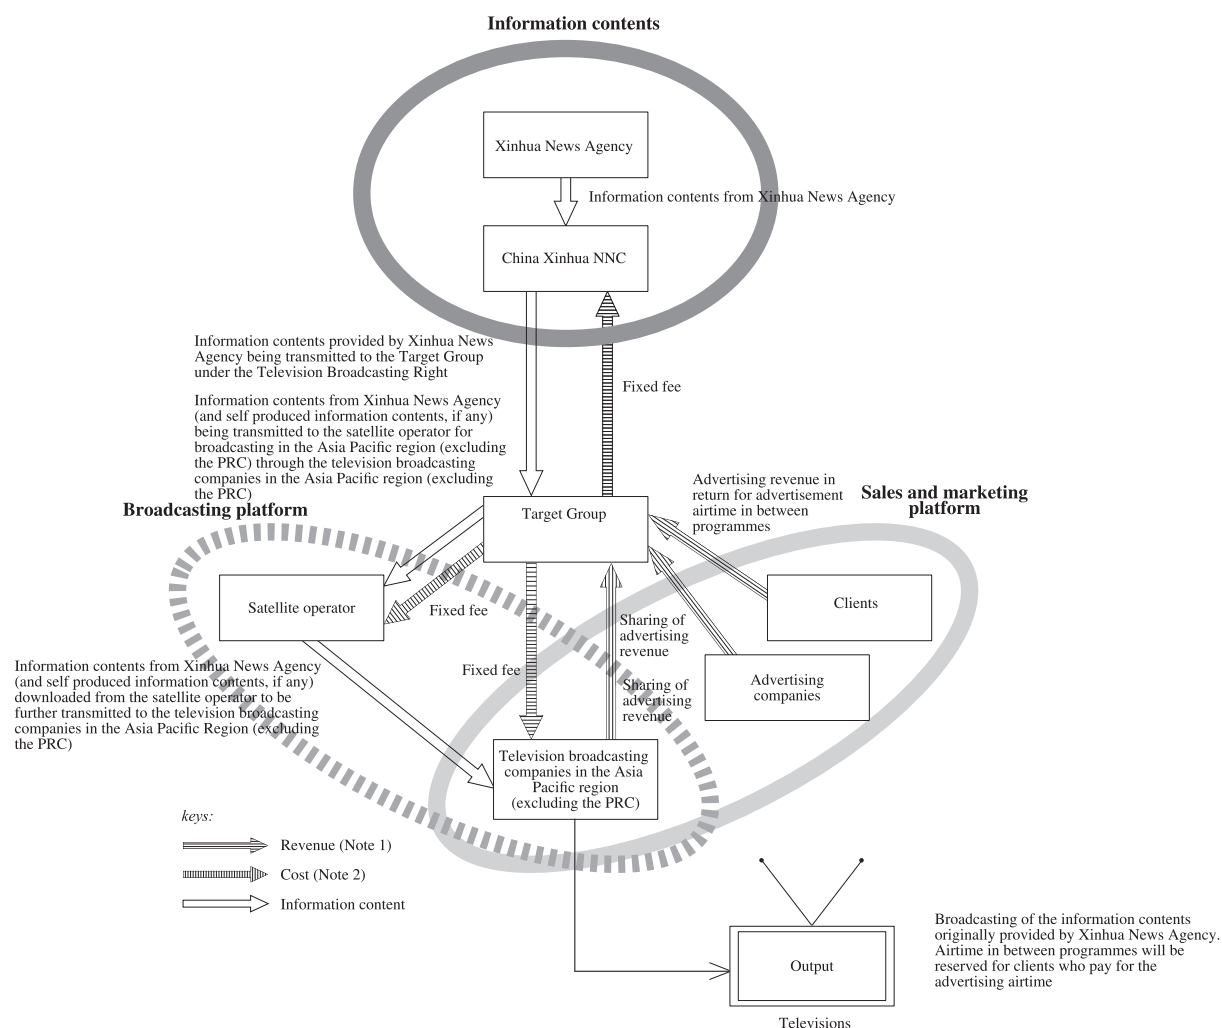 Information contents
Xinhua News Agency
Information contents from Xinhua News Agency
China Xinhua NNC
Information contents provided by Xinhua News
Agency being transmitted to the Target Group
under the Television Broadcasting Right
Fixed fee
Information contents from Xinhua News Agency
(and self produced information contents, if any)
being transmitted to the satellite operator for
broadcasting in the Asia Pacific region (excluding
the PRC) through the television broadcasting
companies in the Asia Pacific region (excluding
the PRC)
Advertising revenue in
return for advertisement
airtime in between
programmes
Sales and marketing
platform
Broadcasting platform
Target Group
Satellite operator
Fixed fee
Clients
Sharing of
advertising
revenue
Fixed fee
Sharing of
advertising
revenue
Advertising
companies
Information contents from Xinhua News Agency
(and self produced information contents, if any)
downloaded from the satellite operator to be
further transmitted to the television broadcasting
companies in the Asia Pacific Region (excluding
the PRC)
Television broadcasting
companies in the Asia
Pacific region
(excluding the PRC)
keys:
Revenue (Note 1)
Cost (Note 2)
Information content
Output
Televisions
Broadcasting of the information contents
originally provided by Xinhua News Agency.
Airtime in between programmes will be
reserved for clients who pay for the
advertising airtime